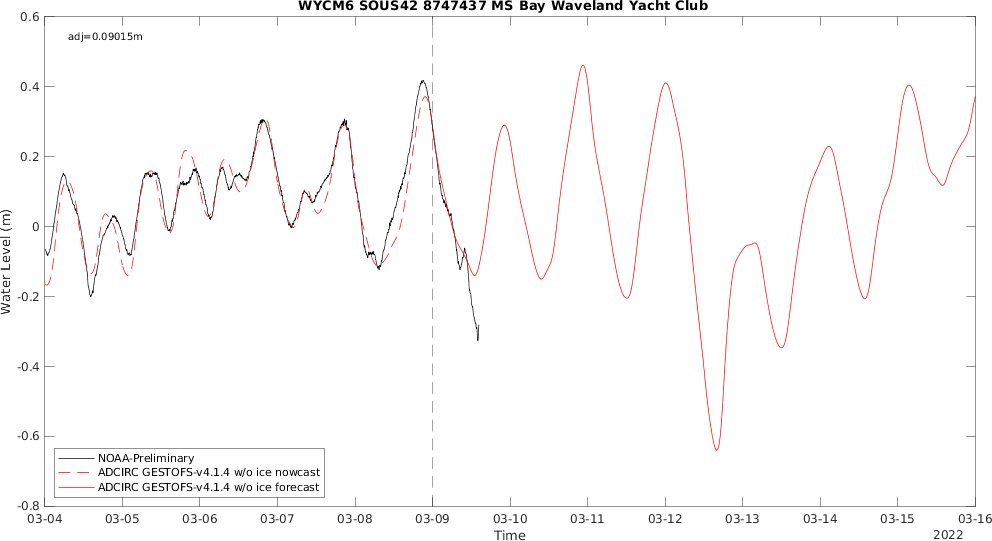 WYCM6 SOUS42 8747437 MS Bay Waveland Yacht Club
adj=0.09015m
0.6
0.4
0.2
0
-0.2
-0.4
-0.6
-0.8
Water Level (m)
NOAA-Preliminary
ADCIRC GESTOFS-v4.1.4 w/o ice nowcast
ADCIRC GESTOFS-v4.1.4 w/o ice forecast
03-04 03-05 03-06 03-07 03-08 03-09 03-10 03-11 03-12 03-13 03-14 03-15 03-16
Time
2022